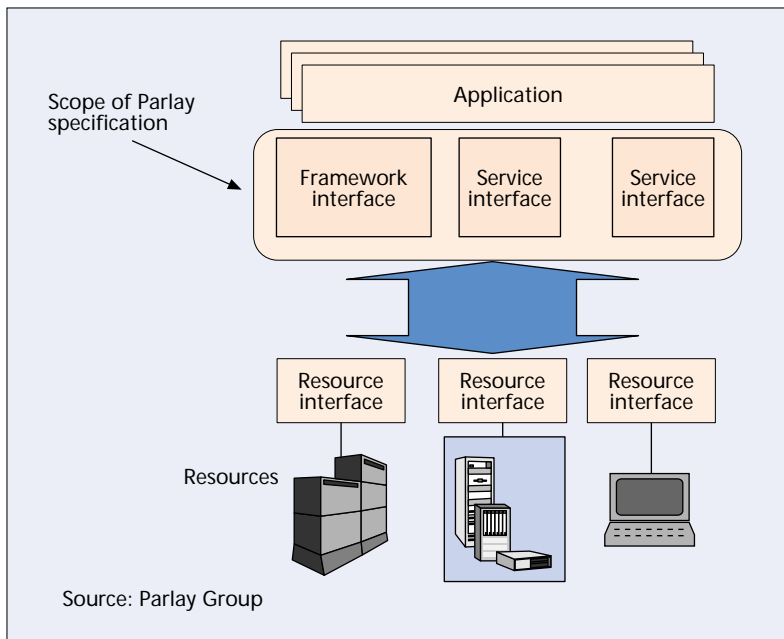 Application
Scope of Parlay
specification
Framework
interface
Service
interface
Service
interface
Resource
interface
Resource
interface
Resource
interface
Resources
Source: Parlay Group